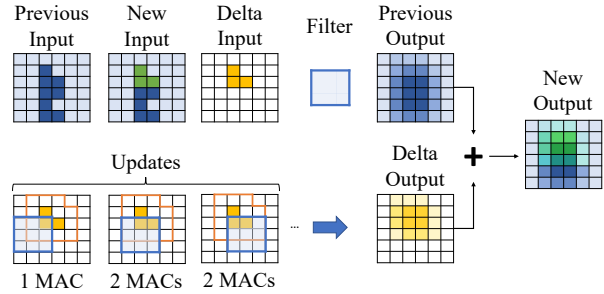 Previous
Input
New
Input
Delta
Input
Filter
Previous
Output
New
Output
+
Updates
Delta
Output
...
1 MAC
2 MACs
2 MACs